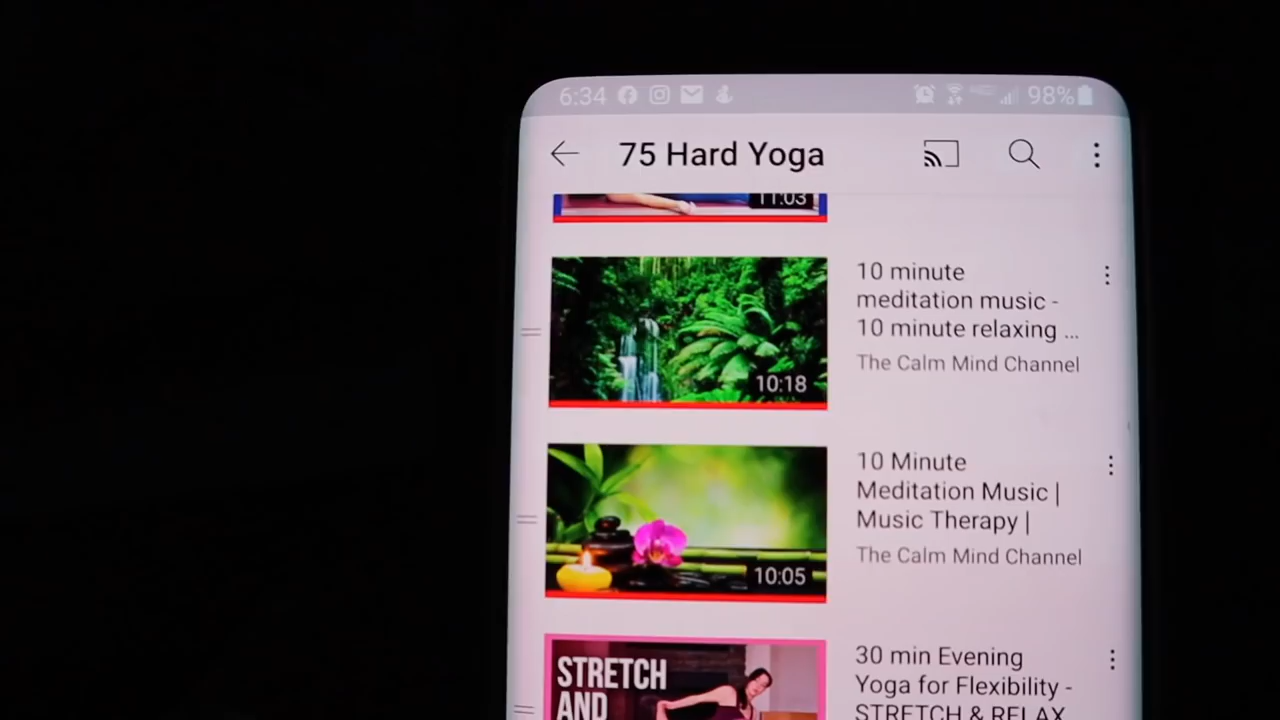 6:34
98%
75 Hard Yoga
11:03
10 minute
meditation music -
10 minute relaxing ...
The Calm Mind Channel
10:18
10 Minute
Meditation Music |
Music Therapy |
The Calm Mind Channel
10:05
STRETCH
AND
30 min Evening
Yoga for Flexibility -
STRETCH & RELAX